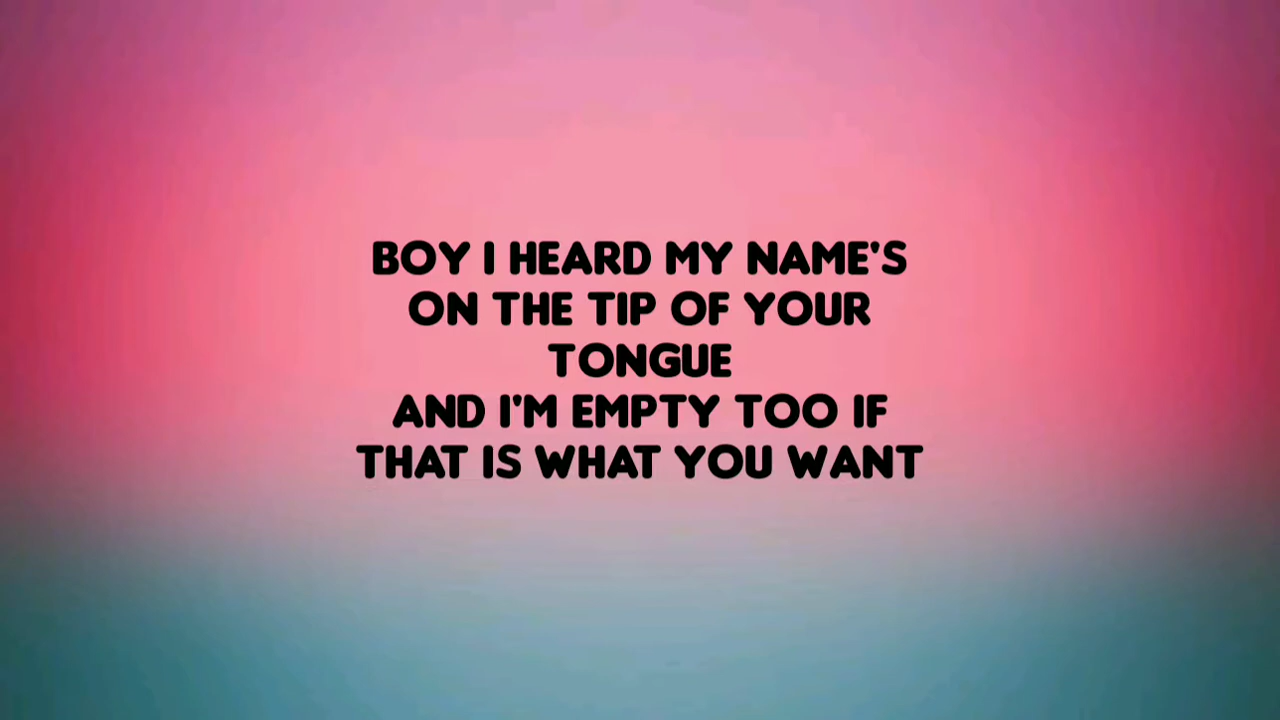 BOY I HEARD MY NAME'S
ON THE TIP OF YOUR
TONGUE
AND I'M EMPTY TOO IF
THAT IS WHAT YOU WANT